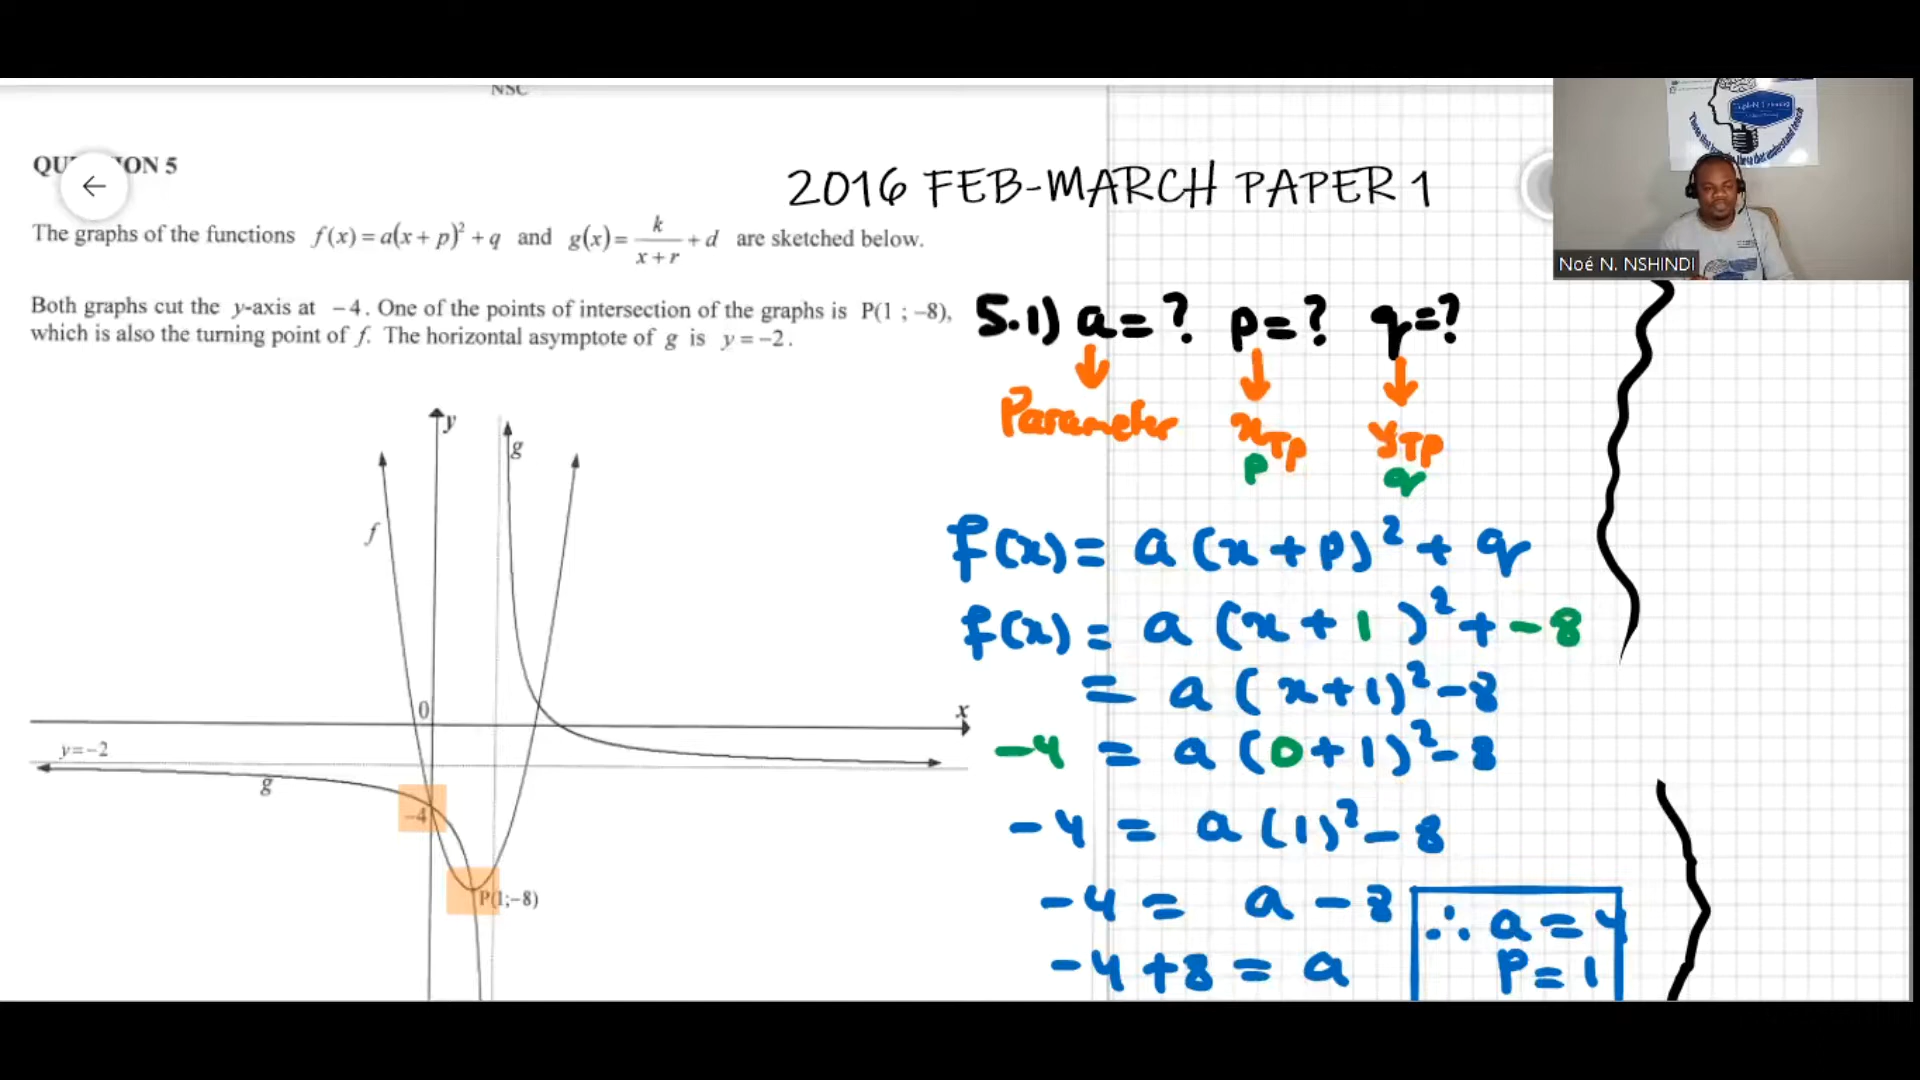 NSC
ON 5
2016 FEB-MARCH PAPER 1
The graphs of the functions f(x) = a(x + p)² + q and g(x) = k/(x + r) + d are sketched below.
Both graphs cut the y-axis at −4. One of the points of intersection of the graphs is P(1 ; −8),
which is also the turning point of f. The horizontal asymptote of g is y = −2.
y
g
f
0
x
y = −2
g
−4
P(1;−8)
Noé N. NSHINDI
5.1) a=? p=? q=?
Parameter xTP yTP
p q
f(x) = a(x+p)² + q
f(x) = a(x+1)² + -8
= a(x+1)² -8
-4 = a(0+1)² -8
-4 = a(1)² - 8
-4 = a - 8
-4+8 = a
∴ a = 4
P = 1